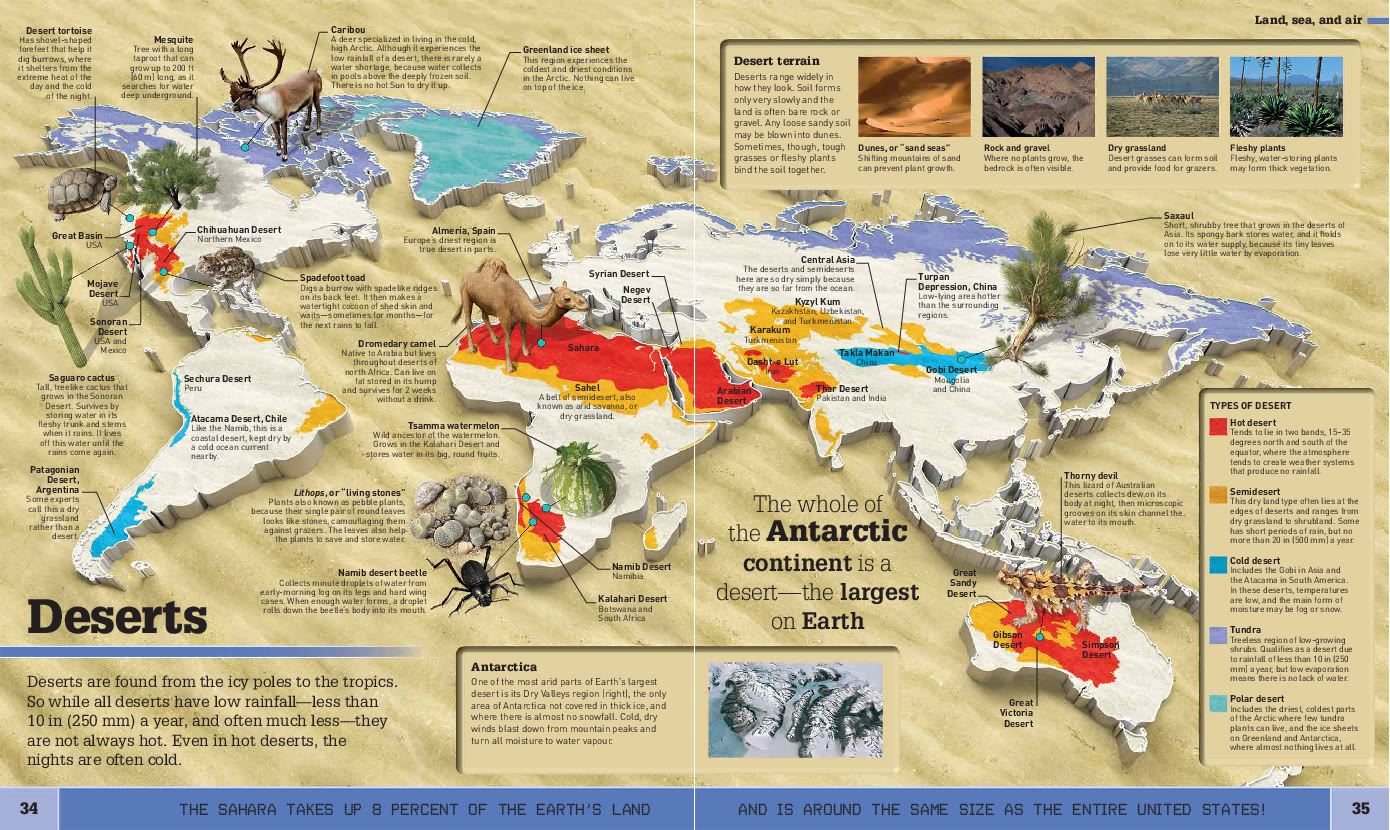 Land, sea, and air
Desert tortoise
Has shovel-shaped
forefeet that help it
dig burrows, where
it shelters from the
extreme heat of the
day and the cold
of the night.
Mesquite
Tree with a long
taproot that can
grow up to 200 ft
(60 m) long, as it
searches for water
deep underground.
Caribou
A deer specialized in living in the cold,
high Arctic. Although it experiences the
low rainfall of a desert, there is rarely a
water shortage, because water collects
in pools above the deeply frozen soil.
There is no hot Sun to dry it up.
Greenland ice sheet
This region experiences the
coldest and driest conditions
in the Arctic. Nothing can live
on top of the ice.
Desert terrain
Deserts range widely in
how they look. Soil forms
only very slowly and the
land is often bare rock or
gravel. Any loose sandy soil
may be blown into dunes.
Sometimes, though, tough
grasses or fleshy plants
bind the soil together.
Dunes, or "sand seas"
Shifting mountains of sand
can prevent plant growth.
Rock and gravel
Where no plants grow, the
bedrock is often visible.
Dry grassland
Desert grasses can form soil
and provide food for grazers.
Fleshy plants
Fleshy, water-storing plants
may form thick vegetation.
Great Basin
USA
Chihuahuan Desert
Northern Mexico
Spadefoot toad
Digs a burrow with spadelike ridges
on its back feet. It then makes a
watertight cocoon of shed skin and
waits—sometimes for months—for
the next rains to fall.
Mojave
Desert
USA
Sonoran
Desert
USA and
Mexico
Saguaro cactus
Tall, treelike cactus that
grows in the Sonoran
Desert. Survives by
storing water in its
fleshy trunk and stems
when it rains. It lives
off this water until the
rains come again.
Almeria, Spain
Europe's driest region is
true desert in parts.
Dromedary camel
Native to Arabia but lives
throughout deserts of
north Africa. Can live on
fat stored in its hump
and survives for 2 weeks
without a drink.
Syrian Desert
Negev
Desert
Sahara
Sahel
A belt of semidesert, also
known as arid savanna, or
dry grassland.
Central Asia
The deserts and semideserts
here are so dry simply because
they are so far from the ocean.
Kyzyl Kum
Kazakhstan, Uzbekistan,
and Turkmenistan
Karakum
Turkmenistan
Dasht-e Lut
Iran
Arabian
Desert
Thar Desert
Pakistan and India
Turpan
Depression, China
Low-lying area hotter
than the surrounding
regions.
Takla Makan
China
Gobi Desert
Mongolia
and China
Saxaul
Short, shrubby tree that grows in the deserts of
Asia. Its spongy bark stores water, and it holds
on to its water supply, because its tiny leaves
lose very little water by evaporation.
Sechura Desert
Peru
Atacama Desert, Chile
Like the Namib, this is a
coastal desert, kept dry by
a cold ocean current
nearby.
Patagonian
Desert,
Argentina
Some experts
call this a dry
grassland
rather than a
desert.
Tsamma watermelon
Wild ancestor of the watermelon.
Grows in the Kalahari Desert and
stores water in its big, round fruits.
Lithops, or "living stones"
Plants also known as pebble plants,
because their single pair of round leaves
looks like stones, camouflaging them
against grazers. The leaves also help
the plants to save and store water.
Namib desert beetle
Collects minute droplets of water from
early-morning fog on its legs and hard wing
cases. When enough water forms, a droplet
rolls down the beetle's body into its mouth.
Namib Desert
Namibia
Kalahari Desert
Botswana and
South Africa
The whole of
the Antarctic
continent is a
desert—the largest
on Earth
Thorny devil
This lizard of Australian
deserts collects dew on its
body at night, then microscopic
grooves on its skin channel the
water to its mouth.
Great
Sandy
Desert
Gibson
Desert
Simpson
Desert
Great
Victoria
Desert
TYPES OF DESERT
Hot desert
Tends to lie in two bands, 15–35
degrees north and south of the
equator, where the atmosphere
tends to create weather systems
that produce no rainfall.
Semidesert
This dry land type often lies at the
edges of deserts and ranges from
dry grassland to shrubland. Some
has short periods of rain, but no
more than 20 in (500 mm) a year.
Cold desert
Includes the Gobi in Asia and
the Atacama in South America.
In these deserts, temperatures
are low, and the main form of
moisture may be fog or snow.
Tundra
Treeless region of low-growing
shrubs. Qualifies as a desert due
to rainfall of less than 10 in (250
mm) a year, but low evaporation
means there is no lack of water.
Polar desert
Includes the driest, coldest parts
of the Arctic where few tundra
plants can live, and the ice sheets
on Greenland and Antarctica,
where almost nothing lives at all.
Deserts
Deserts are found from the icy poles to the tropics.
So while all deserts have low rainfall—less than
10 in (250 mm) a year, and often much less—they
are not always hot. Even in hot deserts, the
nights are often cold.
Antarctica
One of the most arid parts of Earth's largest
desert is its Dry Valleys region (right), the only
area of Antarctica not covered in thick ice, and
where there is almost no snowfall. Cold, dry
winds blast down from mountain peaks and
turn all moisture to water vapour.
34
THE SAHARA TAKES UP 8 PERCENT OF THE EARTH'S LAND
AND IS AROUND THE SAME SIZE AS THE ENTIRE UNITED STATES!
35